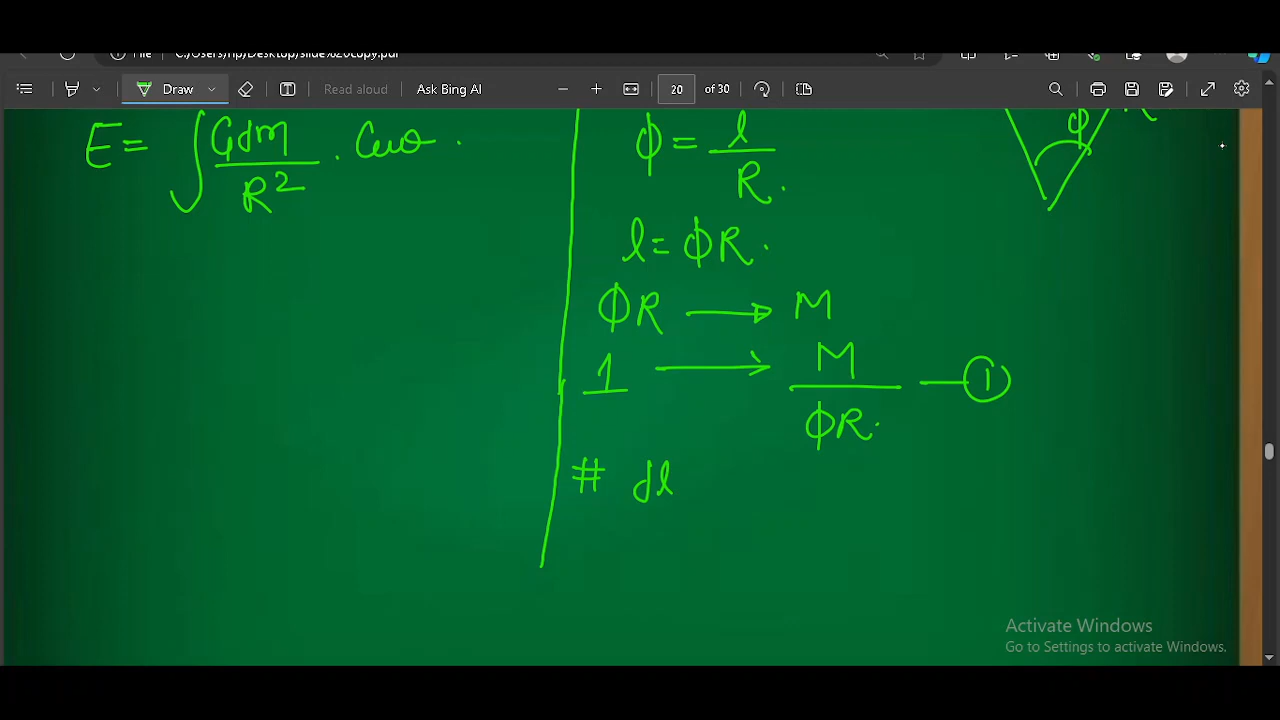 File C:/Users/hp/Desktop/slide%20copy.pdf
Draw Read aloud Ask Bing AI 20 of 30
E = ∫ Gdm/R² . Cosθ .
ϕ = l/R .
l = ϕR .
ϕR → M
1 → M/ϕR . — ①
# dl
ϕ
Activate Windows
Go to Settings to activate Windows.